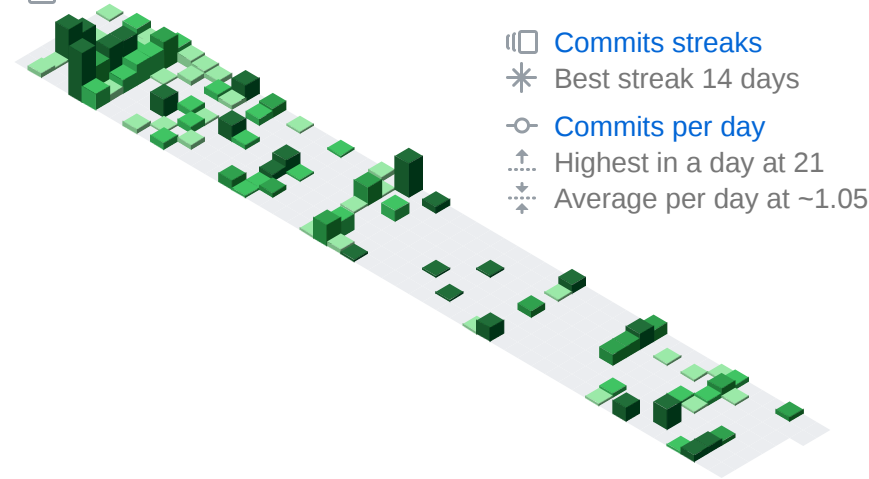 Commits streaks
Best streak 14 days
Commits per day
Highest in a day at 21
Average per day at ~1.05